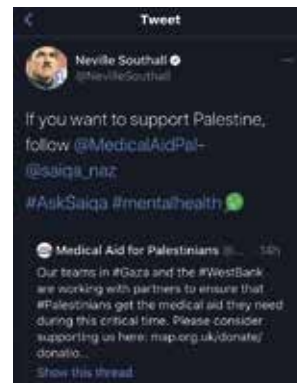 Tweet
Neville Southall
@NevilleSouthall
If you want to support Palestine,
follow @MedicalAidPal-
@saiqa_naz
#AskSaiqa #mentalhealth
Medical Aid for Palestinians @... 14h
Our teams in #Gaza and the #WestBank
are working with partners to ensure that
#Palestinians get the medical aid they need
during this critical time. Please consider
supporting us here: map.org.uk/donate/
donatio...
Show this thread